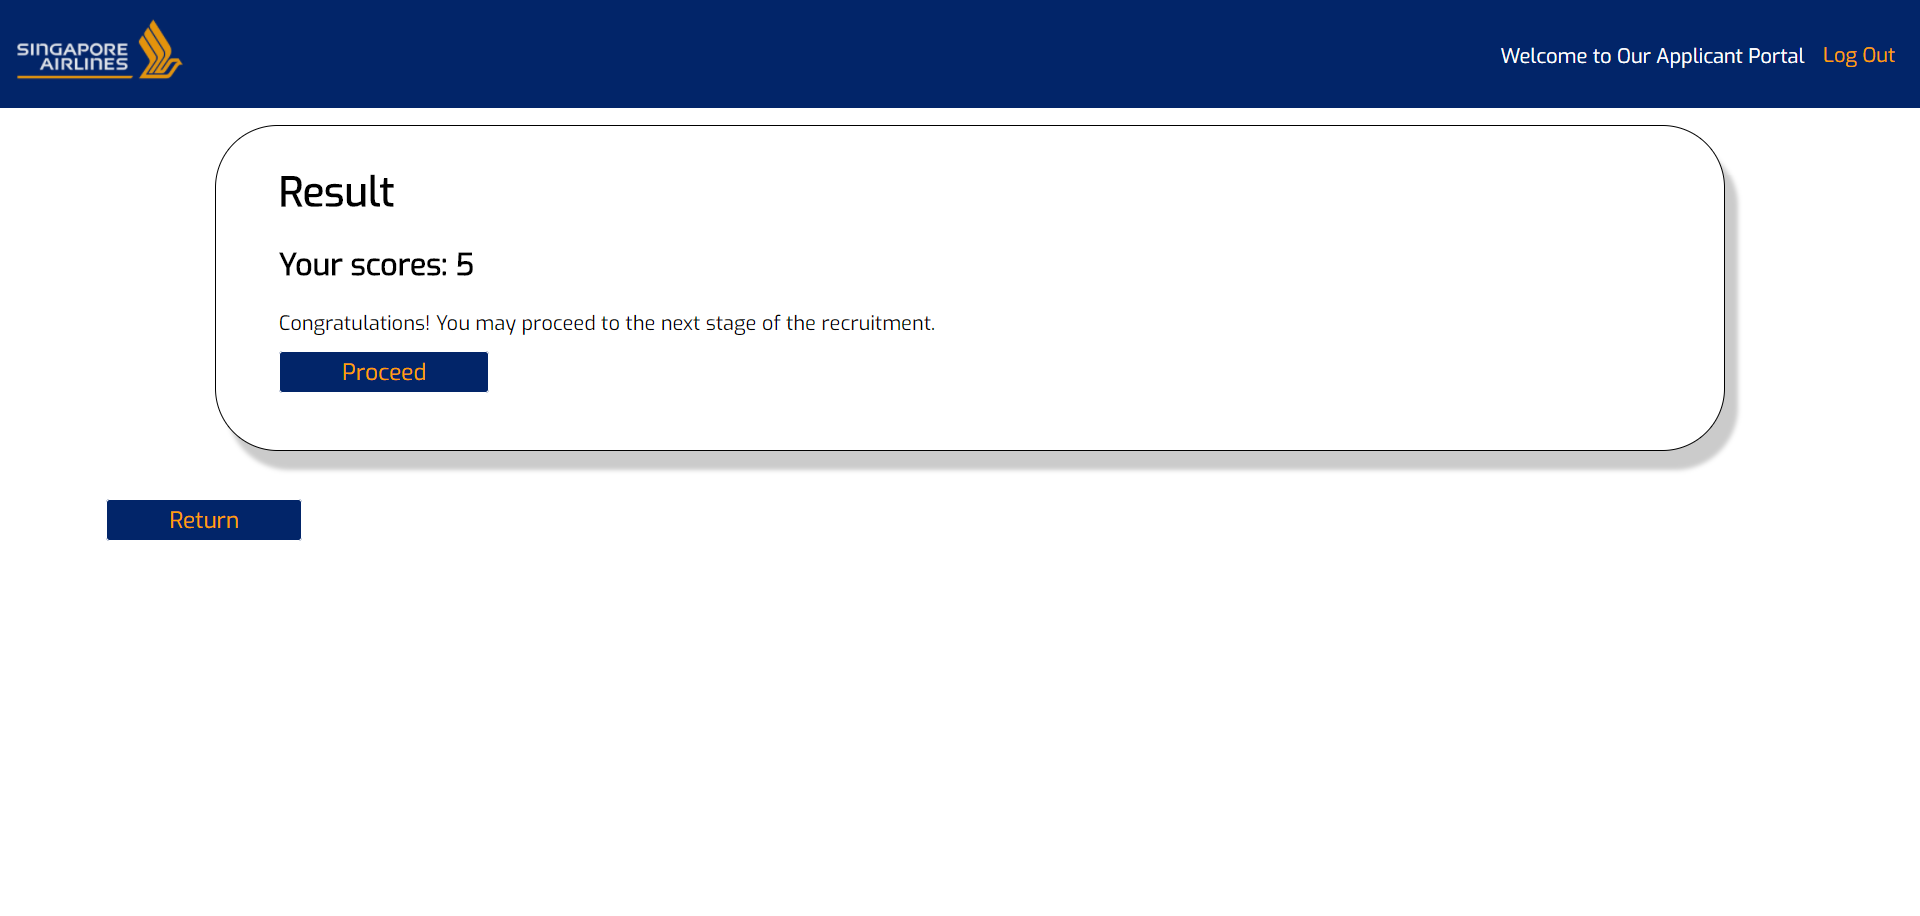 SINGAPORE
AIRLINES
Welcome to Our Applicant Portal Log Out
Result
Your scores: 5
Congratulations! You may proceed to the next stage of the recruitment.
Proceed
Return